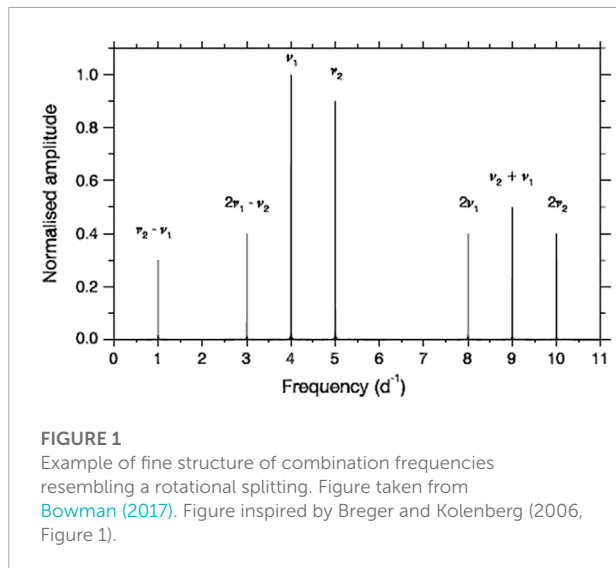 ν₁
ν₂
ν₂ + ν₁
2ν₁ - ν₂
2ν₁
2ν₂
ν₂ - ν₁
Normalised amplitude
1.0
0.8
0.6
0.4
0.2
0.0
0 1 2 3 4 5 6 7 8 9 10 11
Frequency (d⁻¹)
FIGURE 1
Example of fine structure of combination frequencies
resembling a rotational splitting. Figure taken from
Bowman (2017). Figure inspired by Breger and Kolenberg (2006,
Figure 1).